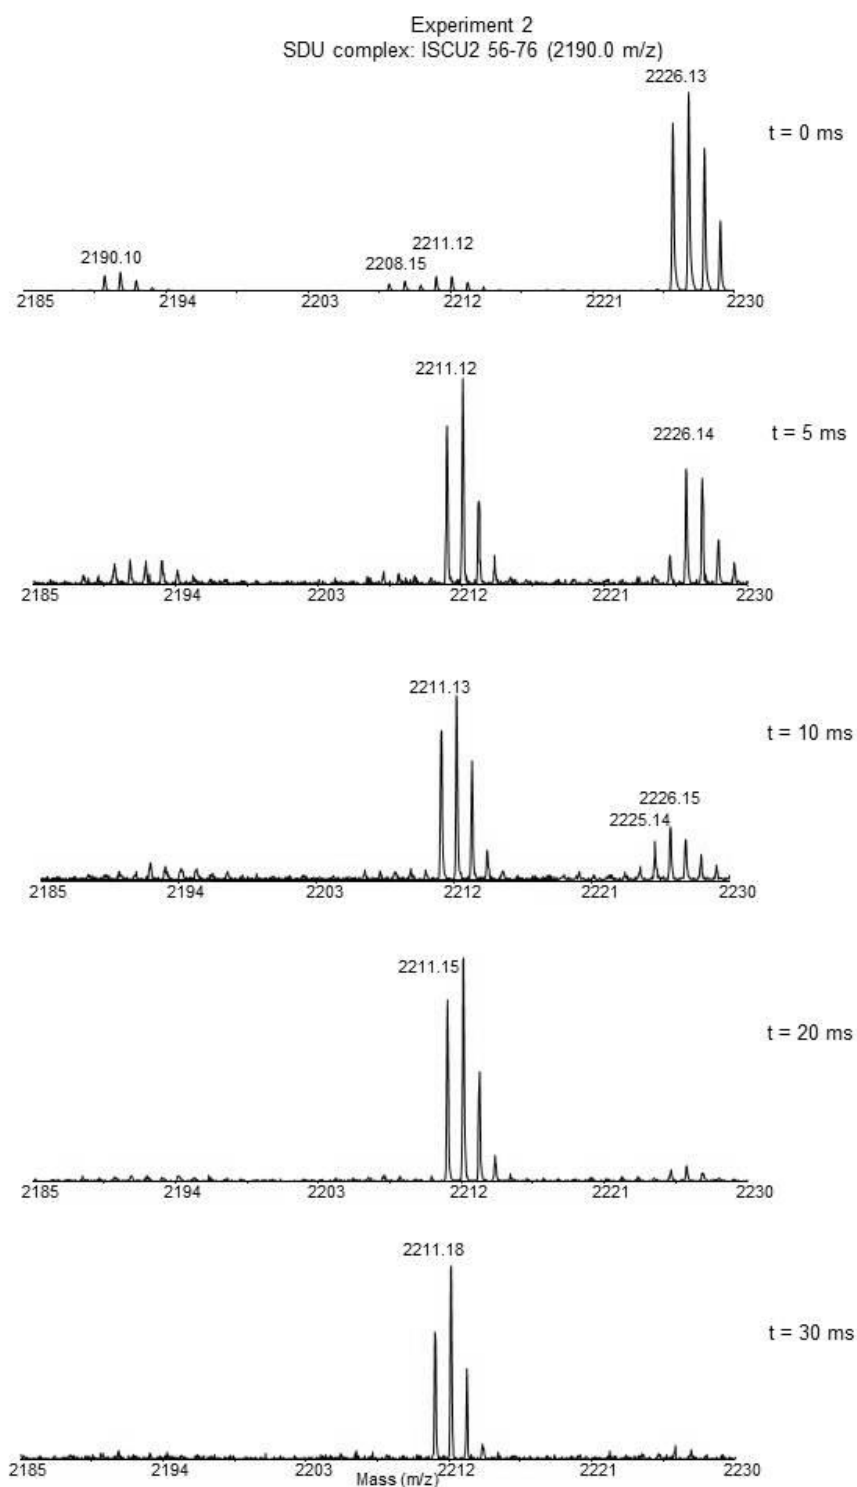 Experiment 2
SDU complex: ISCU2 56-76 (2190.0 m/z)
2226.13
t = 0 ms
2190.10
2208.15
2211.12
2185 2194 2203 2212 2221 2230
2211.12
2226.14
t = 5 ms
2185 2194 2203 2212 2221 2230
2211.13
t = 10 ms
2226.15
2225.14
2185 2194 2203 2212 2221 2230
2211.15
t = 20 ms
2185 2194 2203 2212 2221 2230
2211.18
t = 30 ms
2185 2194 2203 2212 2221 2230
Mass (m/z)